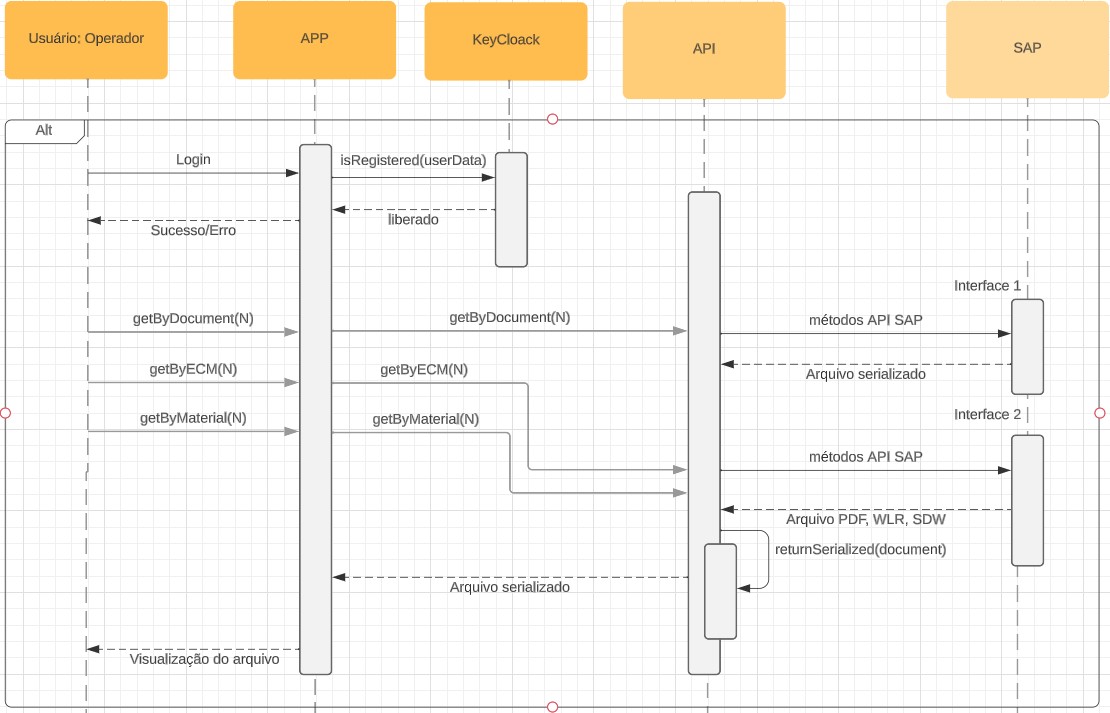 Usuário: Operador
APP
KeyCloack
API
SAP
Alt
Login
isRegistered(userData)
liberado
Sucesso/Erro
Interface 1
getByDocument(N)
getByDocument(N)
métodos API SAP
getByECM(N)
getByECM(N)
Arquivo serializado
getByMaterial(N)
getByMaterial(N)
Interface 2
métodos API SAP
Arquivo PDF, WLR, SDW
returnSerialized(document)
Arquivo serializado
Visualização do arquivo